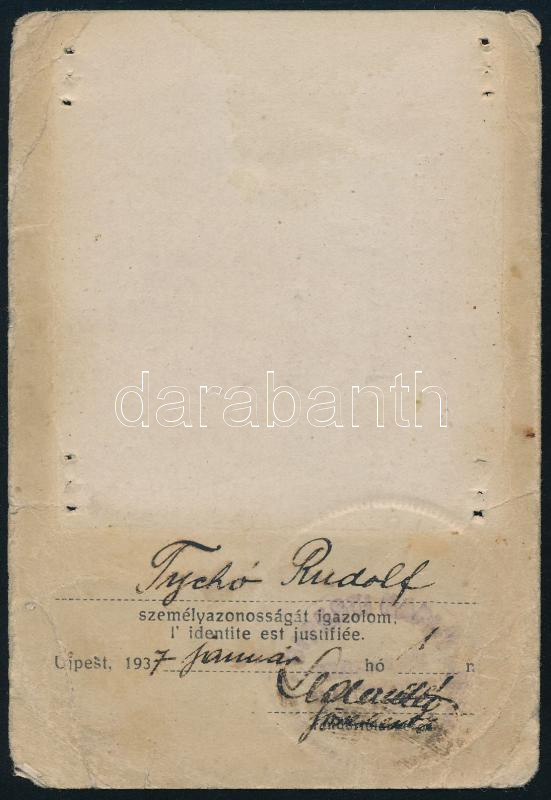 darabanth
Tychó Rudolf
személyazonosságát igazolom,
l' identite est justifiée.
Ujpest, 1937 január hó 1 r.